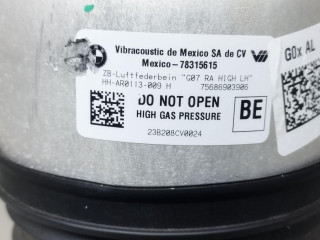 Vibracoustic de Mexico SA de CV
Mexico-78315615
ZB-Luftfederbein "G07 RA HIGH LH"
HH-AR0113-009 H 75686903906
DO NOT OPEN
HIGH GAS PRESSURE
BE
23B208CV0024
G0x AL